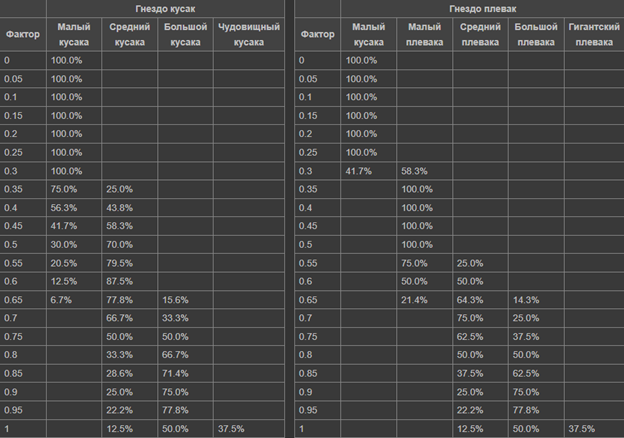 Гнездо кусак
Фактор Малый кусака Средний кусака Большой кусака Чудовищный кусака
0 100.0%
0.05 100.0%
0.1 100.0%
0.15 100.0%
0.2 100.0%
0.25 100.0%
0.3 100.0%
0.35 75.0% 25.0%
0.4 56.3% 43.8%
0.45 41.7% 58.3%
0.5 30.0% 70.0%
0.55 20.5% 79.5%
0.6 12.5% 87.5%
0.65 6.7% 77.8% 15.6%
0.7 66.7% 33.3%
0.75 50.0% 50.0%
0.8 33.3% 66.7%
0.85 28.6% 71.4%
0.9 25.0% 75.0%
0.95 22.2% 77.8%
1 12.5% 50.0% 37.5%
Гнездо плевак
Фактор Малый кусака Малый плевака Средний плевака Большой плевака Гигантский плевака
0 100.0%
0.05 100.0%
0.1 100.0%
0.15 100.0%
0.2 100.0%
0.25 100.0%
0.3 41.7% 58.3%
0.35 100.0%
0.4 100.0%
0.45 100.0%
0.5 100.0%
0.55 75.0% 25.0%
0.6 50.0% 50.0%
0.65 21.4% 64.3% 14.3%
0.7 75.0% 25.0%
0.75 62.5% 37.5%
0.8 50.0% 50.0%
0.85 37.5% 62.5%
0.9 25.0% 75.0%
0.95 22.2% 77.8%
1 12.5% 50.0% 37.5%